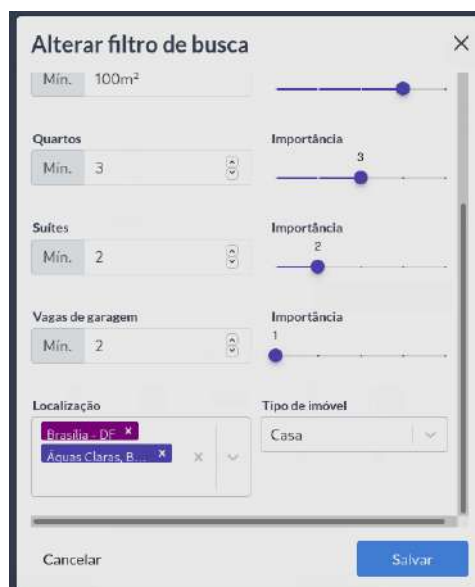 Alterar filtro de busca ×
Mín. 100m²
Quartos Importância
3
Mín. 3
Suítes Importância
2
Mín. 2
Vagas de garagem Importância
1
Mín. 2
Localização Tipo de imóvel
Brasília - DF × Casa
Águas Claras, B... ×
Cancelar Salvar